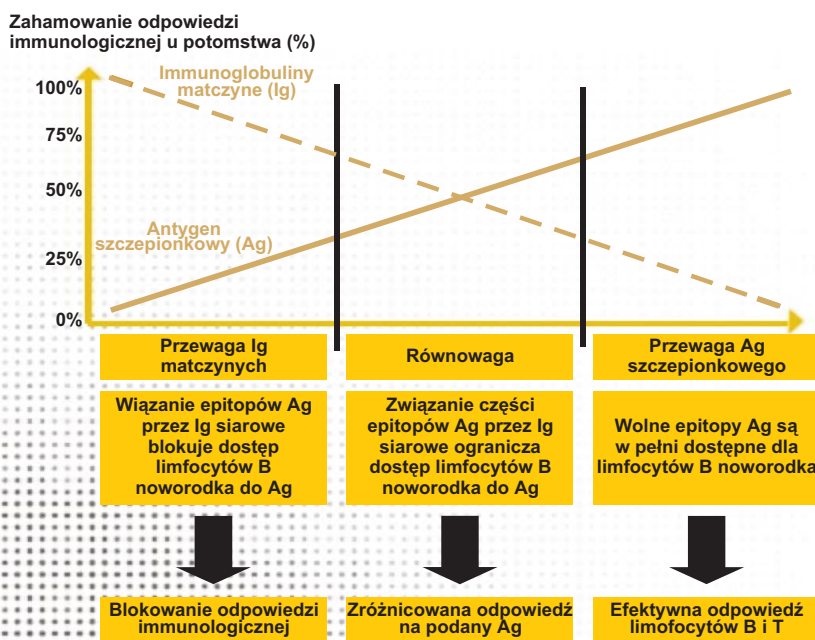 Zahamowanie odpowiedzi
immunologicznej u potomstwa (%)
Immunoglobuliny
matczyne (Ig)
100%
75%
50%
Antygen
szczepionkowy (Ag)
25%
0%
Przewaga Ig
matczynych
Równowaga
Przewaga Ag
szczepionkowego
Wiązanie epitopów Ag
przez Ig siarowe
blokuje dostęp
limfocytów B
noworodka do Ag
Związanie części
epitopów Ag przez Ig
siarowe ogranicza
dostęp limfocytów B
noworodka do Ag
Wolne epitopy Ag są
w pełni dostępne dla
limfocytów B noworodka
Blokowanie odpowiedzi
immunologicznej
Zróżnicowana odpowiedź
na podany Ag
Efektywna odpowiedź
limofocytów B i T